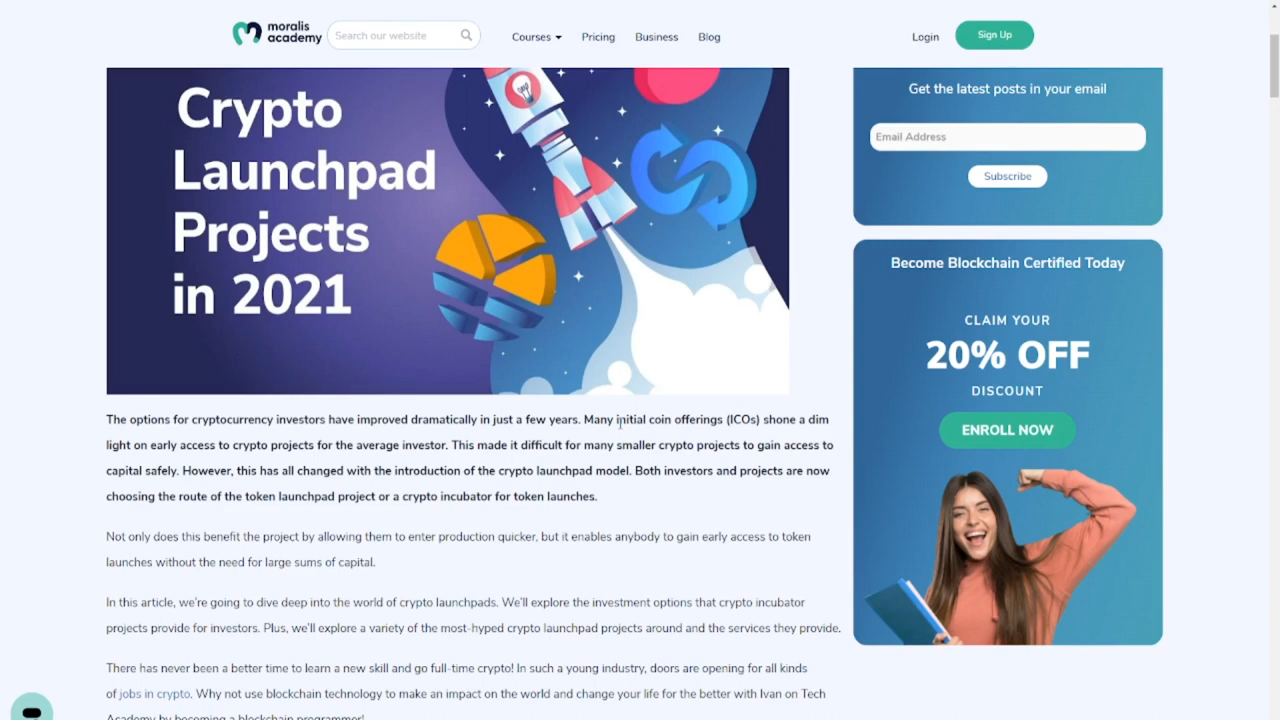 moralis
academy
Search our website
Courses
Pricing
Business
Blog
Login
Sign Up
Crypto
Launchpad
Projects
in 2021
Get the latest posts in your email
Email Address
Subscribe
Become Blockchain Certified Today
CLAIM YOUR
20% OFF
DISCOUNT
ENROLL NOW
The options for cryptocurrency investors have improved dramatically in just a few years. Many initial coin offerings (ICOs) shone a dim
light on early access to crypto projects for the average investor. This made it difficult for many smaller crypto projects to gain access to
capital safely. However, this has all changed with the introduction of the crypto launchpad model. Both investors and projects are now
choosing the route of the token launchpad project or a crypto incubator for token launches.
Not only does this benefit the project by allowing them to enter production quicker, but it enables anybody to gain early access to token
launches without the need for large sums of capital.
In this article, we're going to dive deep into the world of crypto launchpads. We'll explore the investment options that crypto incubator
projects provide for investors. Plus, we'll explore a variety of the most-hyped crypto launchpad projects around and the services they provide.
There has never been a better time to learn a new skill and go full-time crypto! In such a young industry, doors are opening for all kinds
of jobs in crypto. Why not use blockchain technology to make an impact on the world and change your life for the better with Ivan on Tech
Academy by becoming a blockchain programmer!